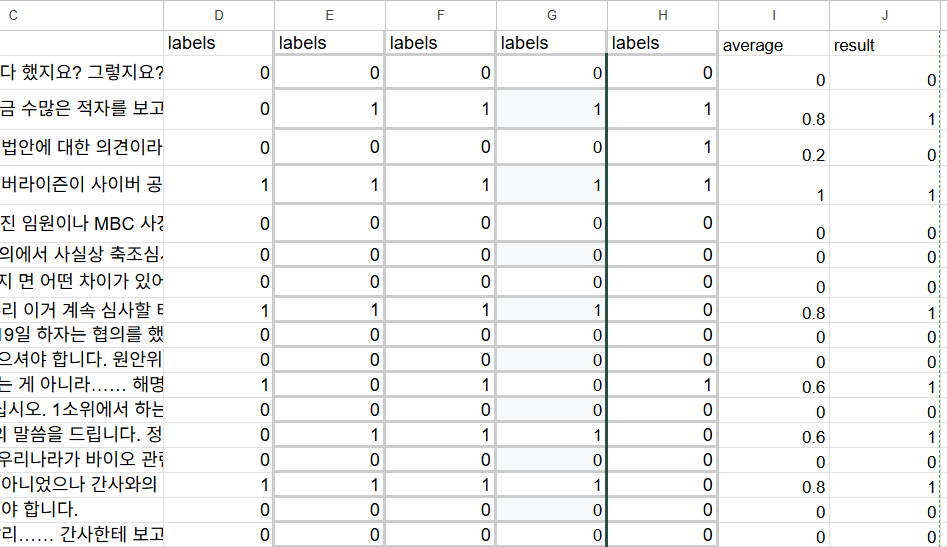 C D E F G H I J
labels labels labels labels labels average result
다 했지요? 그렇지요? 0 0 0 0 0 0 0
금 수많은 적자를 보고 0 1 1 1 1 0.8 1
법안에 대한 의견이라 0 0 0 0 1 0.2 0
버라이즌이 사이버 공 1 1 1 1 1 1 1
진 임원이나 MBC 사장 0 0 0 0 0 0 0
의에서 사실상 축조심 0 0 0 0 0 0 0
지 면 어떤 차이가 있어 0 0 0 0 0 0 0
리 이거 계속 심사할 1 1 1 1 0 0.8 1
19일 하자는 협의를 했 0 0 0 0 0 0 0
으셔야 합니다. 원안위 0 0 0 0 0 0 0
는 게 아니라…… 해명 1 0 1 0 1 0.6 1
십시오. 1소위에서 하는 0 0 0 0 0 0 0
말씀을 드립니다. 정 0 1 1 1 0 0.6 1
우리나라가 바이오 관련 0 0 0 0 0 0 0
아니었으나 간사와의 1 1 1 1 0 0.8 1
야 합니다. 0 0 0 0 0 0 0
리…… 간사한테 보고 0 0 0 0 0 0 0